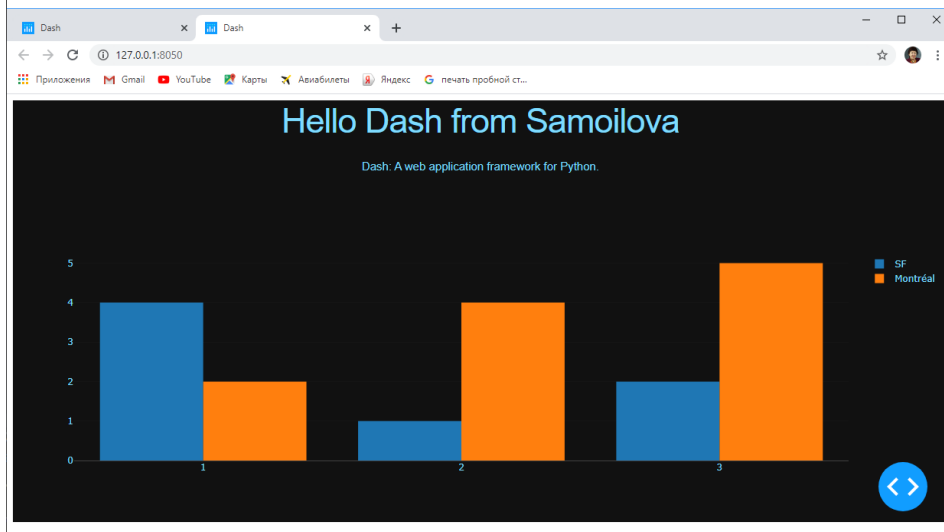 Dash
Dash
127.0.0.1:8050
Приложения
Gmail
YouTube
Карты
Авиабилеты
Яндекс
печать пробной ст...
Hello Dash from Samoilova
Dash: A web application framework for Python.
5
4
3
2
1
0
1
2
3
SF
Montréal